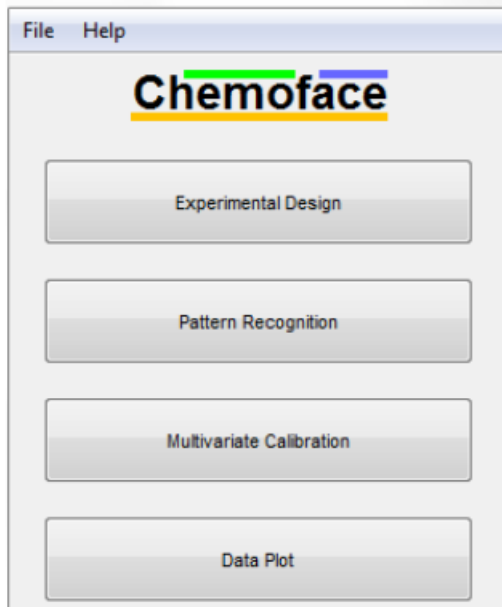 File Help
Chemoface
Experimental Design
Pattern Recognition
Multivariate Calibration
Data Plot